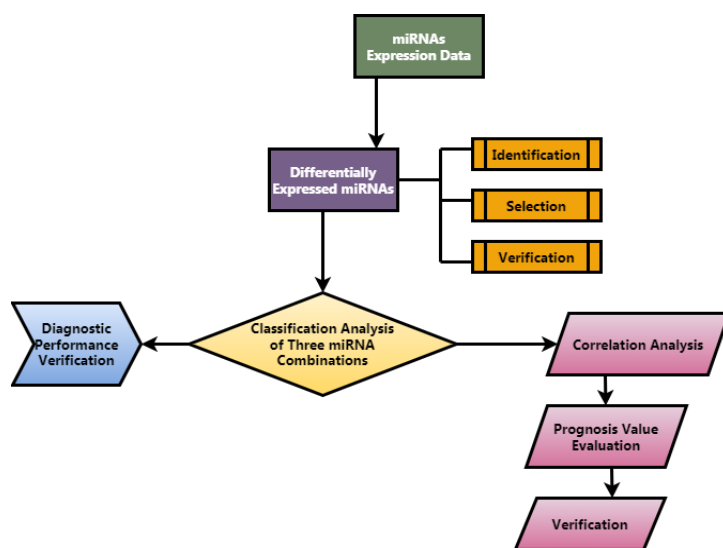 miRNAs
Expression Data
Differentially
Expressed miRNAs
Identification
Selection
Verification
Classification Analysis
of Three miRNA
Combinations
Diagnostic
Performance
Verification
Correlation Analysis
Prognosis Value
Evaluation
Verification